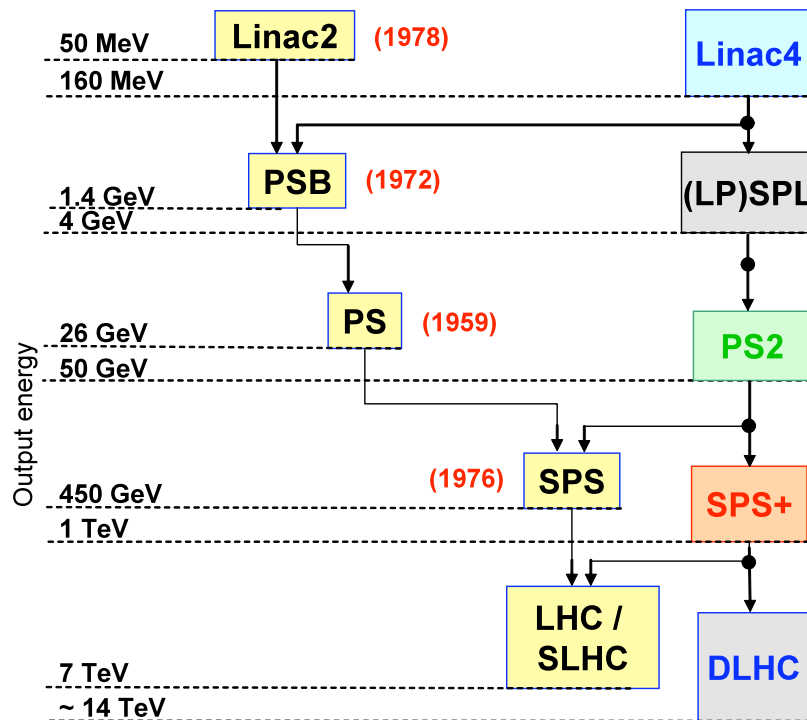 50 MeV
Linac2
(1978)
Linac4
160 MeV
PSB
(1972)
(LP)SPL
1.4 GeV
4 GeV
PS
(1959)
26 GeV
PS2
50 GeV
Output energy
(1976)
SPS
SPS+
450 GeV
1 TeV
LHC /
SLHC
DLHC
7 TeV
~ 14 TeV